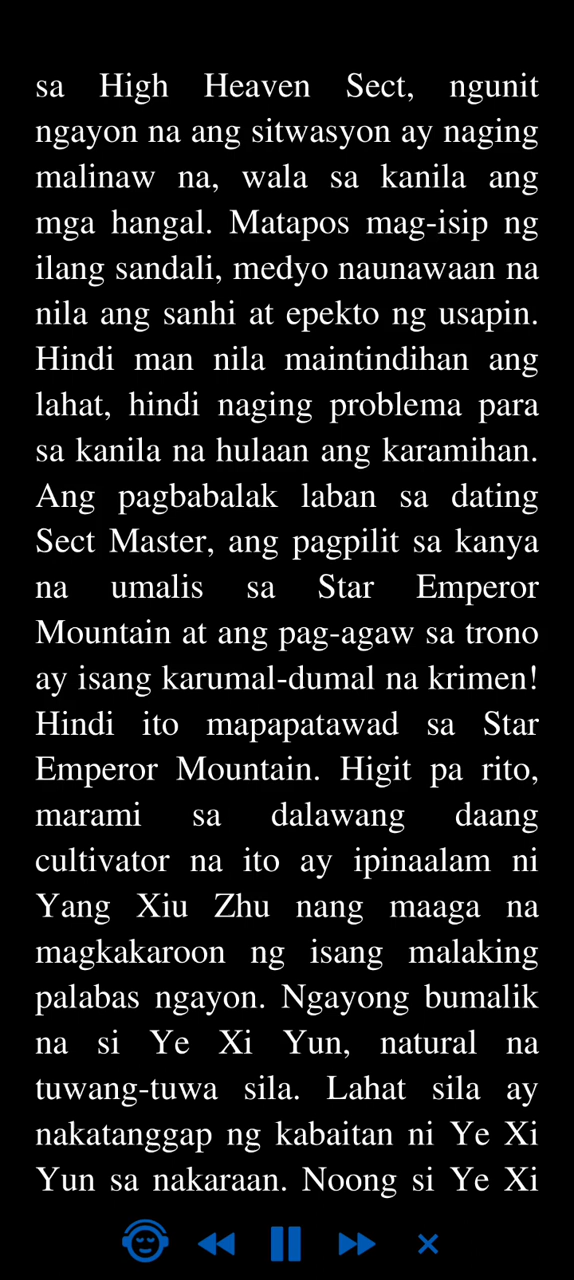 sa High Heaven Sect, ngunit
ngayon na ang sitwasyon ay naging
malinaw na, wala sa kanila ang
mga hangal. Matapos mag-isip ng
ilang sandali, medyo naunawaan na
nila ang sanhi at epekto ng usapin.
Hindi man nila maintindihan ang
lahat, hindi naging problema para
sa kanila na hulaan ang karamihan.
Ang pagbabalak laban sa dating
Sect Master, ang pagpilit sa kanya
na umalis sa Star Emperor
Mountain at ang pag-agaw sa trono
ay isang karumal-dumal na krimen!
Hindi ito mapapatawad sa Star
Emperor Mountain. Higit pa rito,
marami sa dalawang daang
cultivator na ito ay ipinaalam ni
Yang Xiu Zhu nang maaga na
magkakaroon ng isang malaking
palabas ngayon. Ngayong bumalik
na si Ye Xi Yun, natural na
tuwang-tuwa sila. Lahat sila ay
nakatanggap ng kabaitan ni Ye Xi
Yun sa nakaraan. Noong si Ye Xi